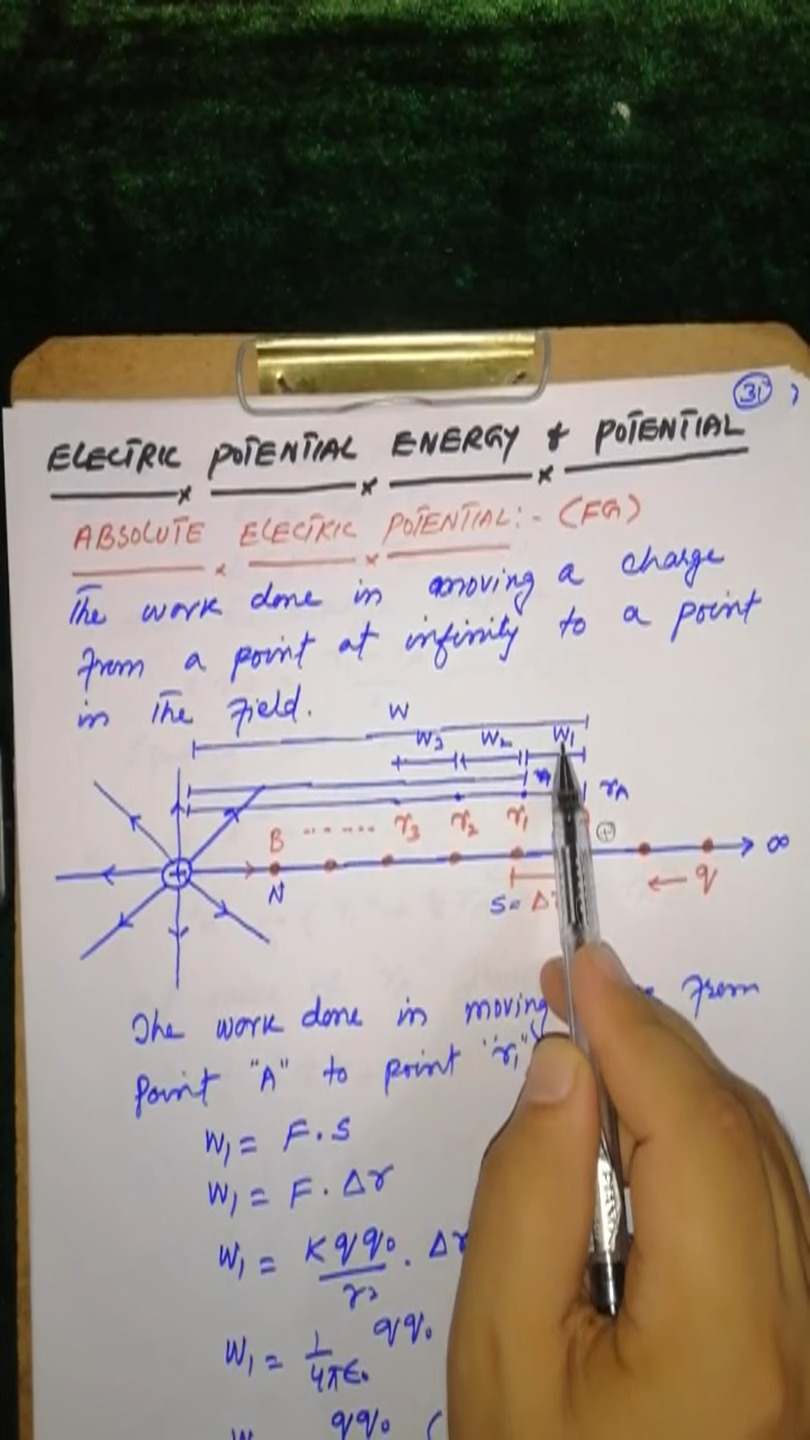 31
ELECTRIC POTENTIAL ENERGY & POTENTIAL
ABSOLUTE ELECTRIC POTENTIAL:- (FG)
The work done in moving a charge
from a point at infinity to a point
in the field.
W
W3 W2 W1
rA
B ...... r3 r2 r1 +
+ ∞
N q
S = Δ
The work done in moving from
point "A" to point "r1"
W1 = F.S
W1 = F.Δr
W1 = Kqq0/r² . Δr
W1 = 1/4πε0 qq0
qq0 (